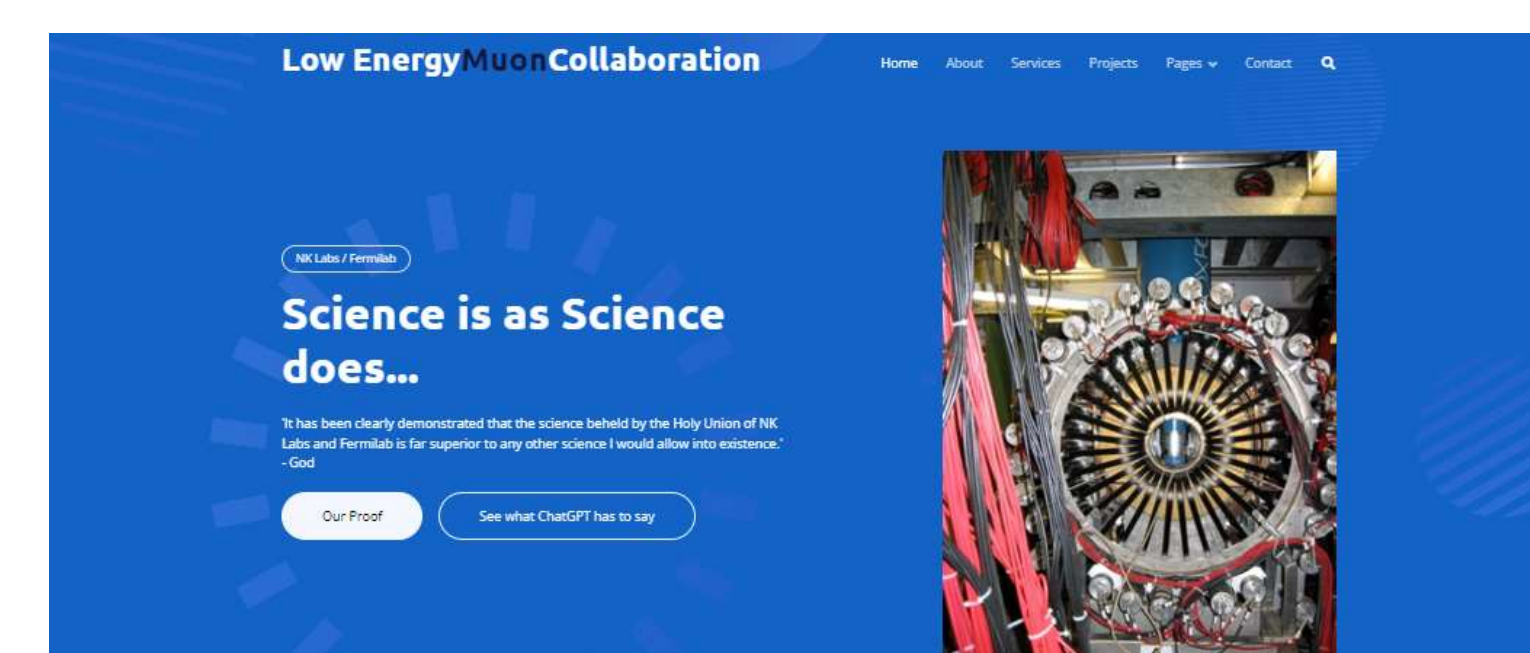 Low EnergyMuonCollaboration
Home About Services Projects Pages Contact
NK Labs / Fermilab
Science is as Science
does...
'It has been clearly demonstrated that the science beheld by the Holy Union of NK
Labs and Fermilab is far superior to any other science I would allow into existence.'
- God
Our Proof See what ChatGPT has to say